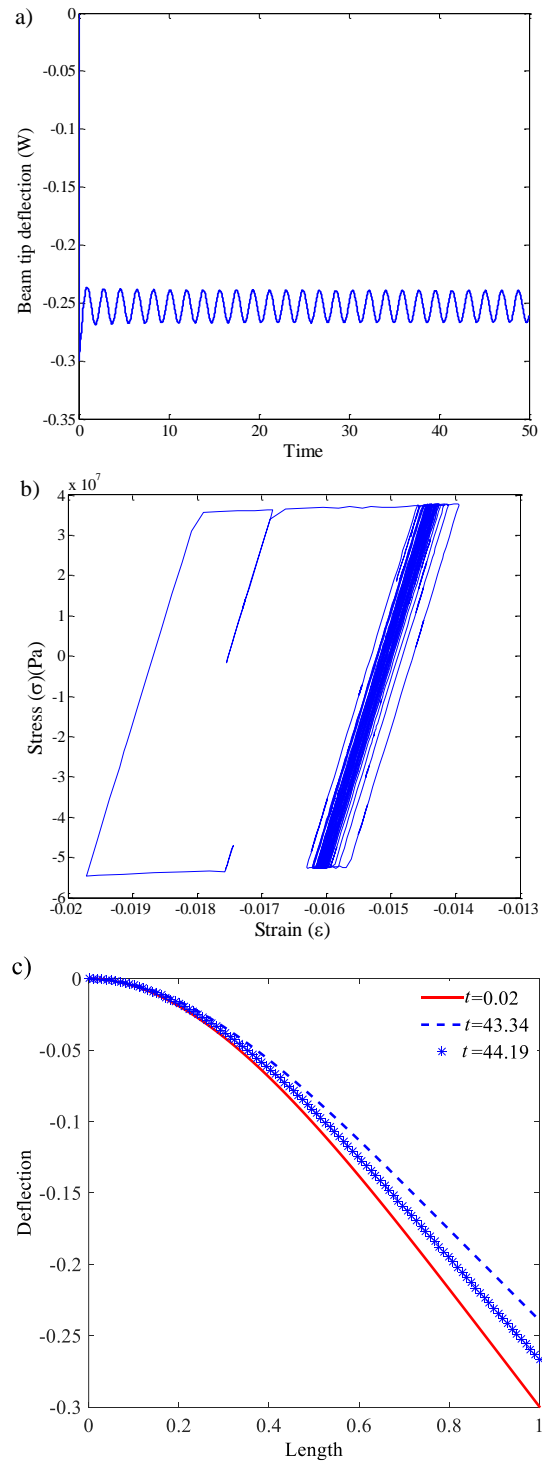 a)
0
-0.05
-0.1
-0.15
-0.2
-0.25
-0.3
-0.35
Beam tip deflection (W)
0 10 20 30 40 50
Time
b)
x 10^7
4
3
2
1
0
-1
-2
-3
-4
-5
-6
Stress (σ)(Pa)
-0.02 -0.019 -0.018 -0.017 -0.016 -0.015 -0.014 -0.013
Strain (ε)
c)
0
-0.05
-0.1
-0.15
-0.2
-0.25
-0.3
Deflection
t=0.02
t=43.34
t=44.19
0 0.2 0.4 0.6 0.8 1
Length